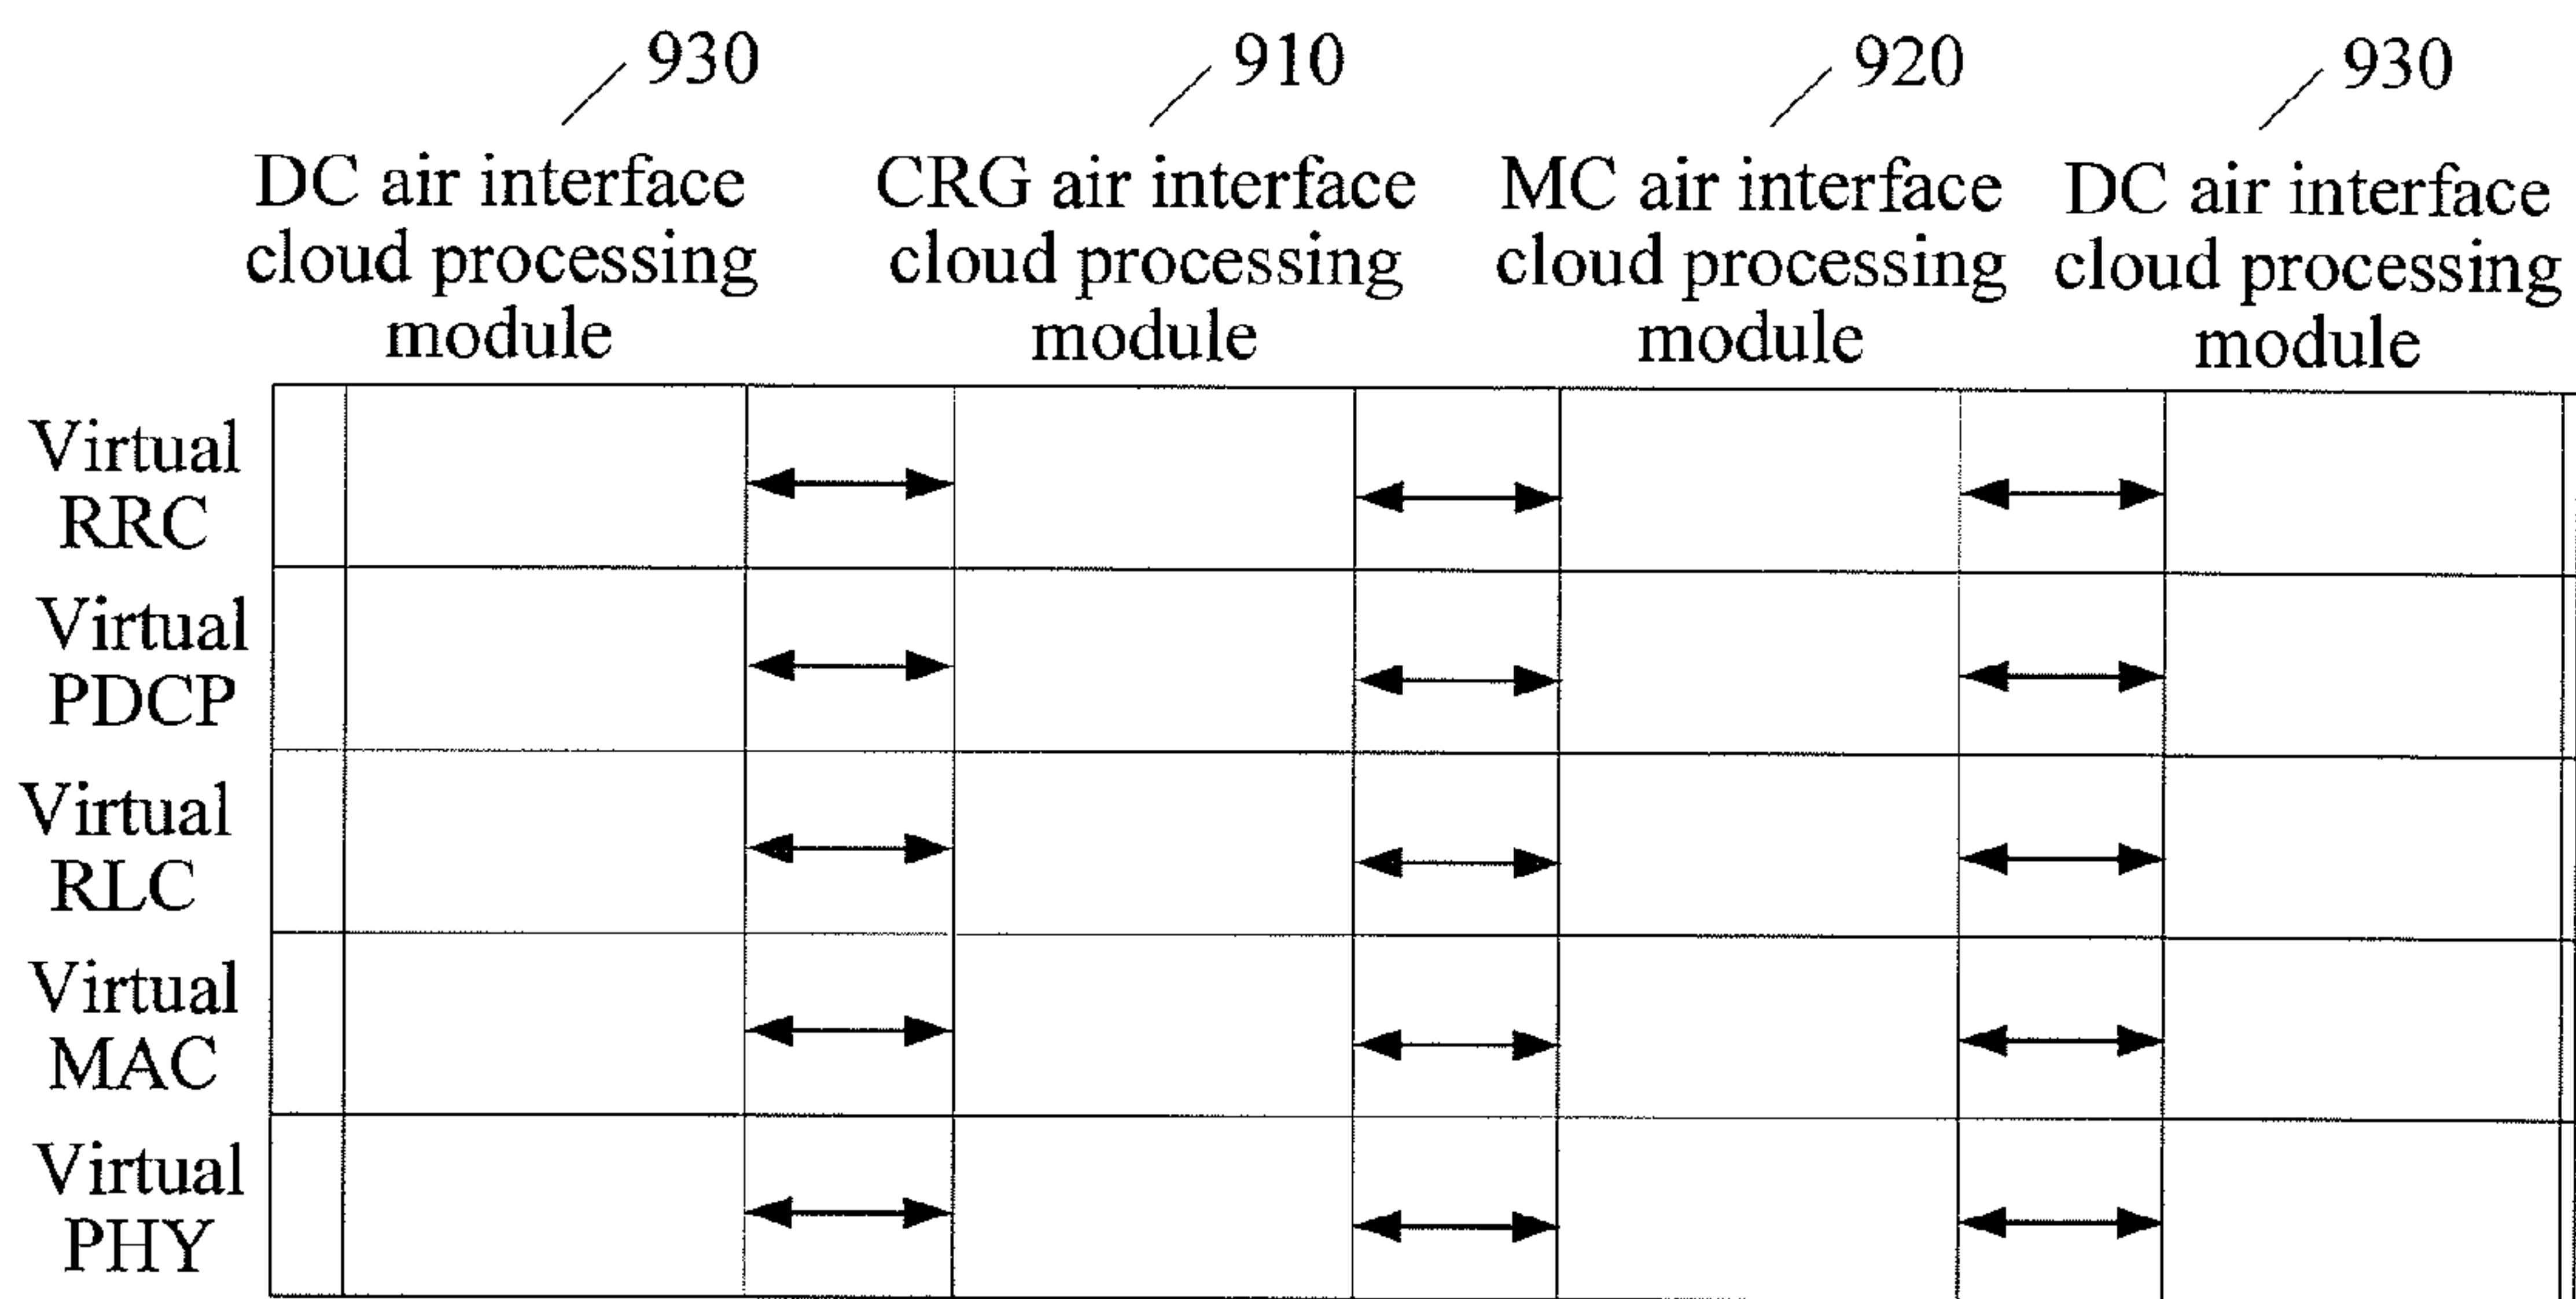 930
910
920
930
DC air interface
cloud processing
module
CRG air interface
cloud processing
module
MC air interface
cloud processing
module
DC air interface
cloud processing
module
Virtual
RRC
Virtual
PDCP
Virtual
RLC
Virtual
MAC
Virtual
PHY